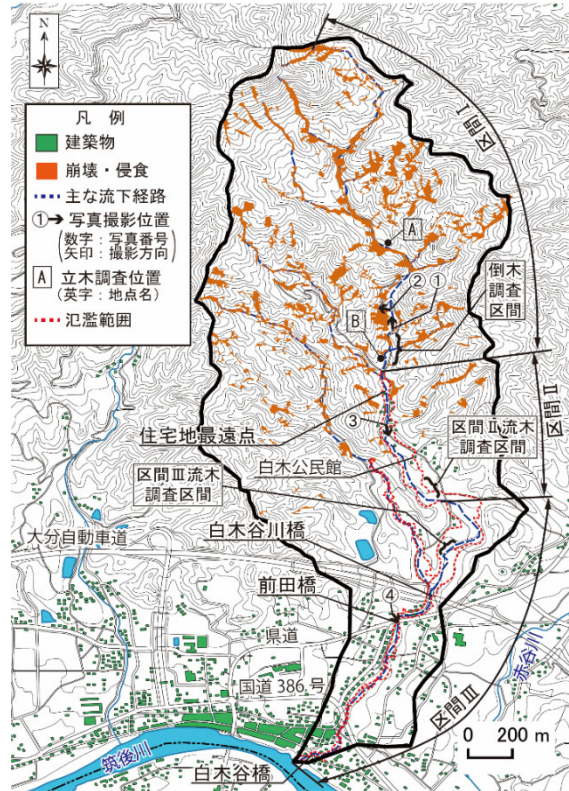 N
凡 例
建築物
崩壊・侵食
主な流下経路
①→ 写真撮影位置
(数字：写真番号
矢印：撮影方向)
A 立木調査位置
(英字：地点名)
氾濫範囲
区間Ⅰ
A
② ①
倒木
調査
区間
B
区間Ⅱ
③
住宅地最遠点
区間Ⅱ流木
調査区間
白木公民館
区間Ⅲ流木
調査区間
大分自動車道
白木谷川橋
前田橋
④
県道
赤谷川
国道 386 号
区間Ⅲ
0 200 m
筑後川
白木谷橋